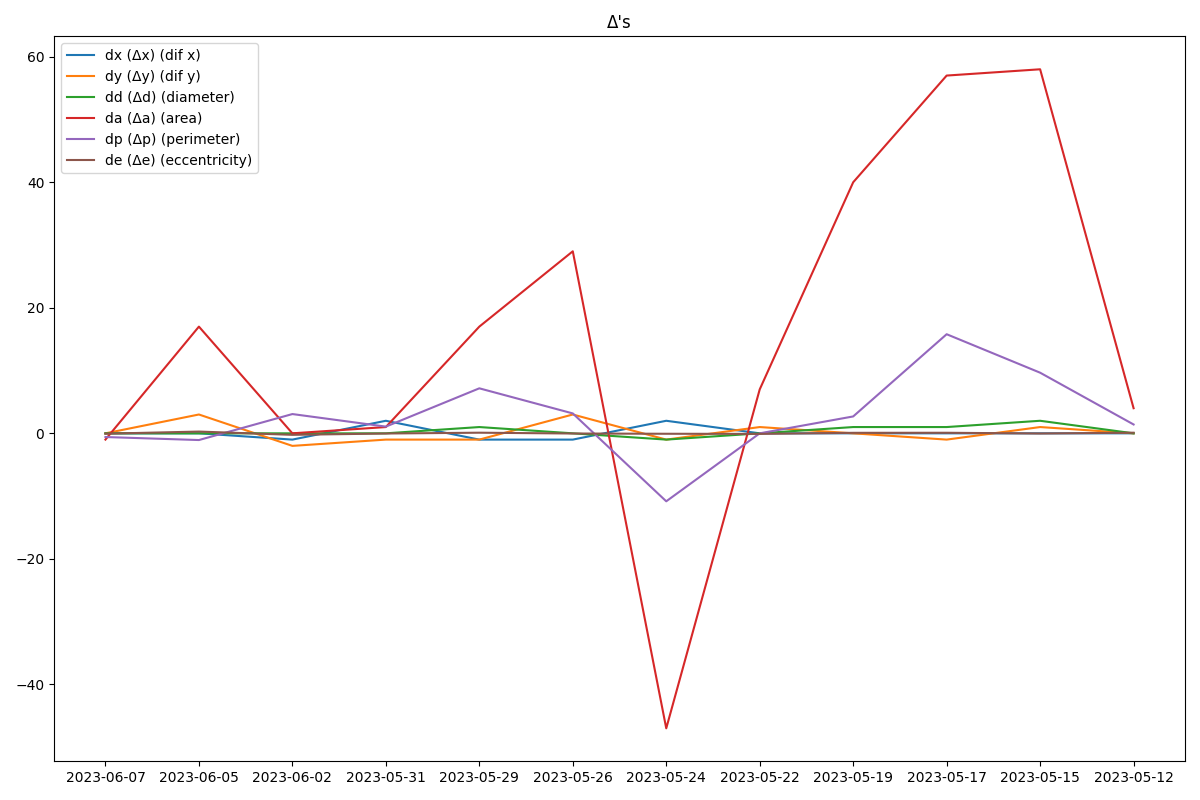 Δ's
dx (Δx) (dif x)
dy (Δy) (dif y)
dd (Δd) (diameter)
da (Δa) (area)
dp (Δp) (perimeter)
de (Δe) (eccentricity)
60
40
20
0
−20
−40
2023-06-07 2023-06-05 2023-06-02 2023-05-31 2023-05-29 2023-05-26 2023-05-24 2023-05-22 2023-05-19 2023-05-17 2023-05-15 2023-05-12